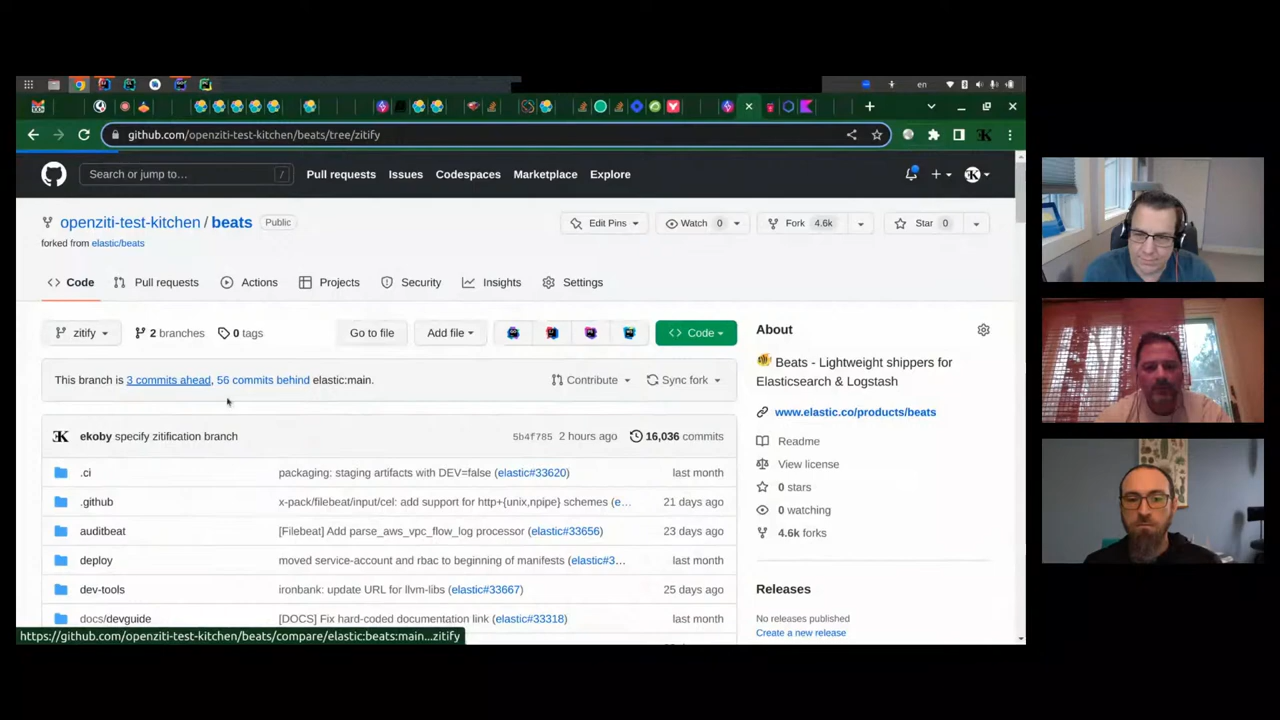 en
github.com/openziti-test-kitchen/beats/tree/zitify
Search or jump to... /
Pull requests Issues Codespaces Marketplace Explore
openziti-test-kitchen / beats Public
forked from elastic/beats
Edit Pins Watch 0 Fork 4.6k Star 0
Code Pull requests Actions Projects Security Insights Settings
zitify 2 branches 0 tags Go to file Add file Code
This branch is 3 commits ahead, 56 commits behind elastic:main. Contribute Sync fork
ekoby specify zitification branch 5b4f785 2 hours ago 16,036 commits
.ci packaging: staging artifacts with DEV=false (elastic#33620) last month
.github x-pack/filebeat/input/cel: add support for http+{unix,npipe} schemes (e… 21 days ago
auditbeat [Filebeat] Add parse_aws_vpc_flow_log processor (elastic#33656) 23 days ago
deploy moved service-account and rbac to beginning of manifests (elastic#3… last month
dev-tools ironbank: update URL for llvm-libs (elastic#33667) 25 days ago
docs/devguide [DOCS] Fix hard-coded documentation link (elastic#33318) last month
About
Beats - Lightweight shippers for
Elasticsearch & Logstash
www.elastic.co/products/beats
Readme
View license
0 stars
0 watching
4.6k forks
Releases
No releases published
Create a new release
https://github.com/openziti-test-kitchen/beats/compare/elastic:beats:main...zitify